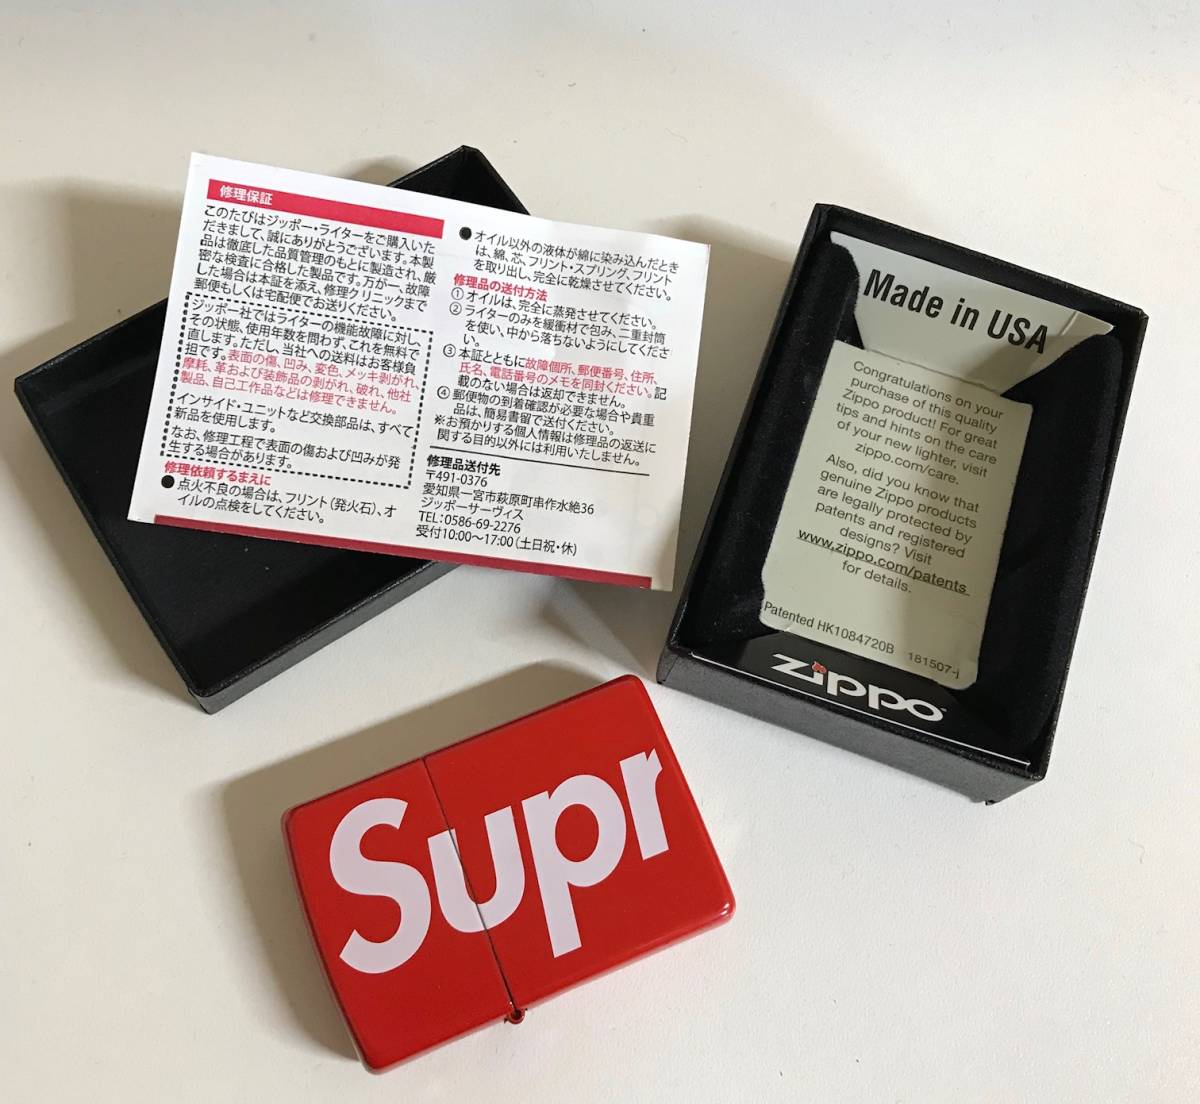 修理保証
このたびはジッポー・ライターをご購入いた
だきまして、誠にありがとうございます。本製
品は徹底した品質管理のもとに製造され、厳
密な検査に合格した製品です。万が一、故障
した場合は本証を添え、修理クリニックまで
郵便もしくは宅配便でお送りください。
ジッポー社ではライターの機能故障に対し、
その状態、使用年数を問わず、これを無料で
直します。ただし、当社への送料はお客様負
担です。表面の傷、凹み、変色、メッキ剥がれ、
摩耗、革および装飾品の剥がれ、破れ、他社
製品、自己工作品などは修理できません。
インサイド・ユニットなど交換部品は、すべて
新品を使用します。
なお、修理工程で表面の傷および凹みが発
生する場合があります。
修理依頼するまえに
●点火不良の場合は、フリント(発火石)、オ
イルの点検をしてください。
●オイル以外の液体が綿に染み込んだとき
は、綿、芯、フリント・スプリング、フリント
を取り出し、完全に乾燥させてください。
修理品の送付方法
①オイルは、完全に蒸発させてください。
②ライターのみを緩衝材で包み、二重封筒
を使い、中から落ちないようにしてくださ
い。
③本証とともに故障個所、郵便番号、住所、
氏名、電話番号のメモを同封ください。記
載のない場合は返却できません。
④郵便物の到着確認が必要な場合や貴重
品は、簡易書留で送付ください。
※お預かりする個人情報は修理品の返送に
関する目的以外には利用いたしません。
修理品送付先
〒491-0376
愛知県一宮市萩原町串作水絶36
ジッポーサーヴィス
TEL:0586-69-2276
受付10:00～17:00(土日祝・休)
Made in USA
Congratulations on your
purchase of this quality
Zippo product! For great
tips and hints on the care
of your new lighter, visit
zippo.com/care.
Also, did you know that
genuine Zippo products
are legally protected by
patents and registered
designs? Visit
www.zippo.com/patents
for details.
Patented HK1084720B 181507-j
Zippo
Supr